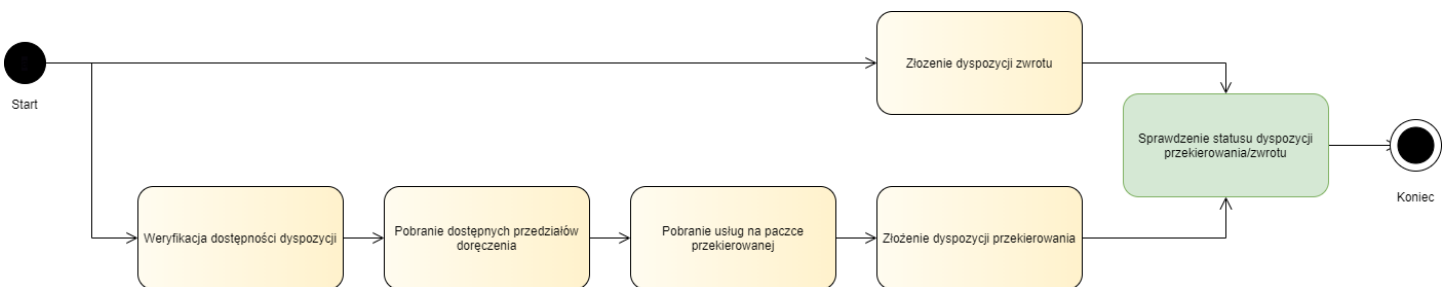 Złozenie dyspozycji zwrotu
Start
Sprawdzenie statusu dyspozycji
przekierowania/zwrotu
Koniec
Weryfikacja dostępności dyspozycji
Pobranie dostępnych przedziałów
doręczenia
Pobranie usług na paczce
przekierowanej
Złożenie dyspozycji przekierowania